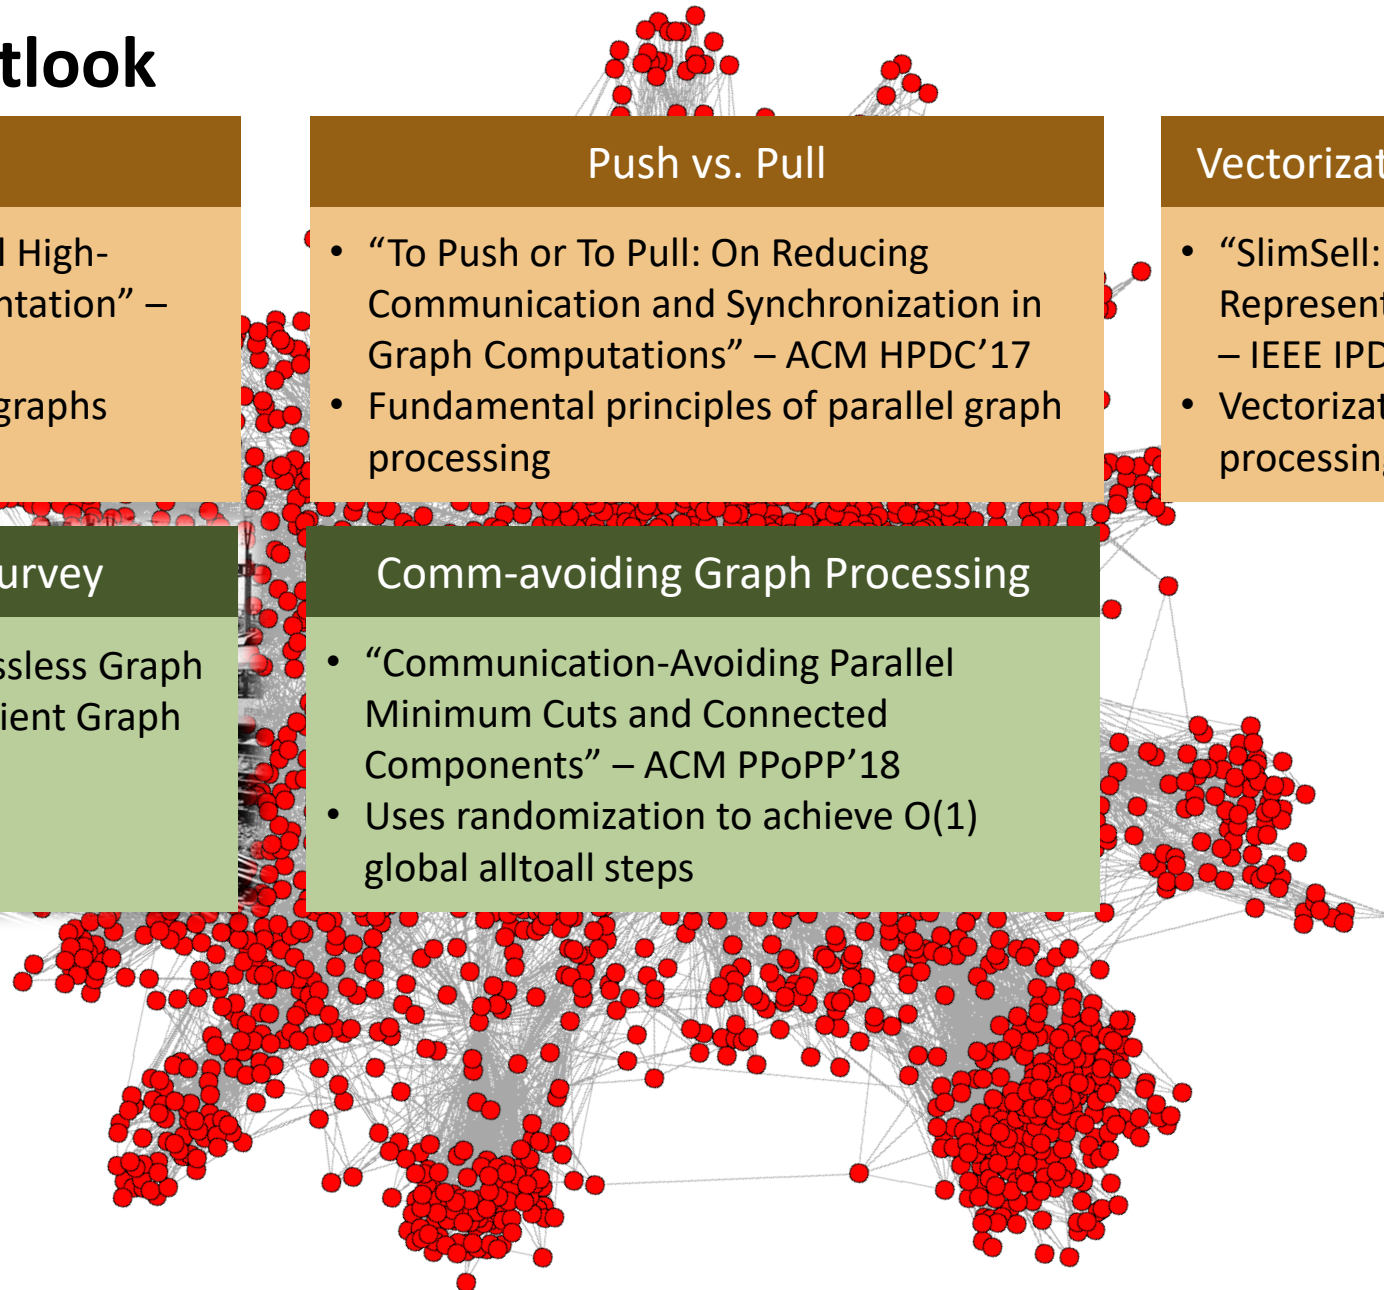 tlook
l High-
ntation” –
graphs
Push vs. Pull
• “To Push or To Pull: On Reducing
Communication and Synchronization in
Graph Computations” – ACM HPDC’17
• Fundamental principles of parallel graph
processing
Vectorizat
• “SlimSell:
Represent
– IEEE IPD
• Vectorizat
processing
urvey
ssless Graph
ient Graph
Comm-avoiding Graph Processing
• “Communication-Avoiding Parallel
Minimum Cuts and Connected
Components” – ACM PPoPP’18
• Uses randomization to achieve O(1)
global alltoall steps